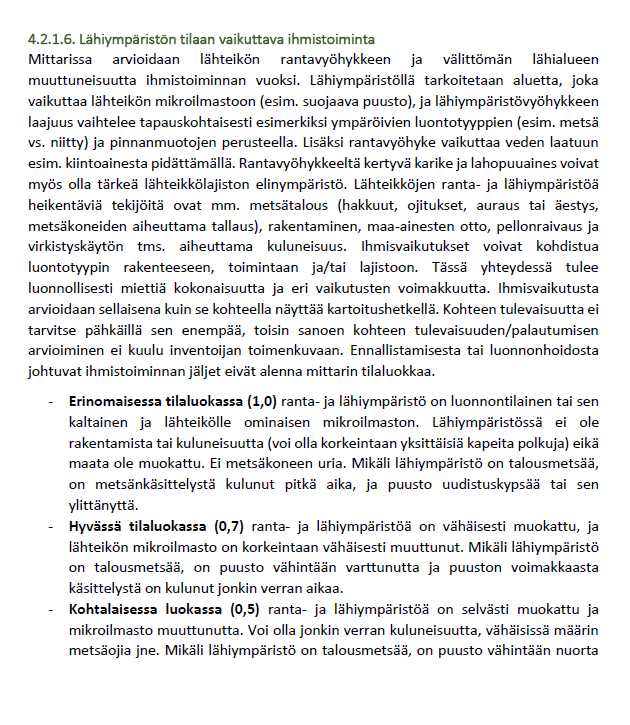 4.2.1.6. Lähiympäristön tilaan vaikuttava ihmistoiminta
Mittarissa arvioidaan lähteikön rantavyöhykkeen ja välittömän lähialueen
muuttuneisuutta ihmistoiminnan vuoksi. Lähiympäristöllä tarkoitetaan aluetta, joka
vaikuttaa lähteikön mikroilmastoon (esim. suojaava puusto), ja lähiympäristövyöhykkeen
laajuus vaihtelee tapauskohtaisesti esimerkiksi ympäröivien luontotyyppien (esim. metsä
vs. niitty) ja pinnanmuotojen perusteella. Lisäksi rantavyöhyke vaikuttaa veden laatuun
esim. kiintoainesta pidättämällä. Rantavyöhykkeeltä kertyvä karike ja lahopuuaines voivat
myös olla tärkeä lähteikkölajiston elinympäristö. Lähteikköjen ranta- ja lähiympäristöä
heikentäviä tekijöitä ovat mm. metsätalous (hakkuut, ojitukset, auraus tai äestys,
metsäkoneiden aiheuttama tallaus), rakentaminen, maa-ainesten otto, pellonraivaus ja
virkistyskäytön tms. aiheuttama kuluneisuus. Ihmisvaikutukset voivat kohdistua
luontotyypin rakenteeseen, toimintaan ja/tai lajistoon. Tässä yhteydessä tulee
luonnollisesti miettiä kokonaisuutta ja eri vaikutusten voimakkuutta. Ihmisvaikutusta
arvioidaan sellaisena kuin se kohteella näyttää kartoitushetkellä. Kohteen tulevaisuutta ei
tarvitse pähkäillä sen enempää, toisin sanoen kohteen tulevaisuuden/palautumisen
arvioiminen ei kuulu inventoijan toimenkuvaan. Ennallistamisesta tai luonnonhoidosta
johtuvat ihmistoiminnan jäljet eivät alenna mittarin tilaluokkaa.
- Erinomaisessa tilaluokassa (1,0) ranta- ja lähiympäristö on luonnontilainen tai sen
kaltainen ja lähteikölle ominaisen mikroilmaston. Lähiympäristössä ei ole
rakentamista tai kuluneisuutta (voi olla korkeintaan yksittäisiä kapeita polkuja) eikä
maata ole muokattu. Ei metsäkoneen uria. Mikäli lähiympäristö on talousmetsää,
on metsänkäsittelystä kulunut pitkä aika, ja puusto uudistuskypsää tai sen
ylittänyttä.
- Hyvässä tilaluokassa (0,7) ranta- ja lähiympäristöä on vähäisesti muokattu, ja
lähteikön mikroilmasto on korkeintaan vähäisesti muuttunut. Mikäli lähiympäristö
on talousmetsää, on puusto vähintään varttunutta ja puuston voimakkaasta
käsittelystä on kulunut jonkin verran aikaa.
- Kohtalaisessa luokassa (0,5) ranta- ja lähiympäristöä on selvästi muokattu ja
mikroilmasto muuttunutta. Voi olla jonkin verran kuluneisuutta, vähäisissä määrin
metsäojia jne. Mikäli lähiympäristö on talousmetsää, on puusto vähintään nuorta